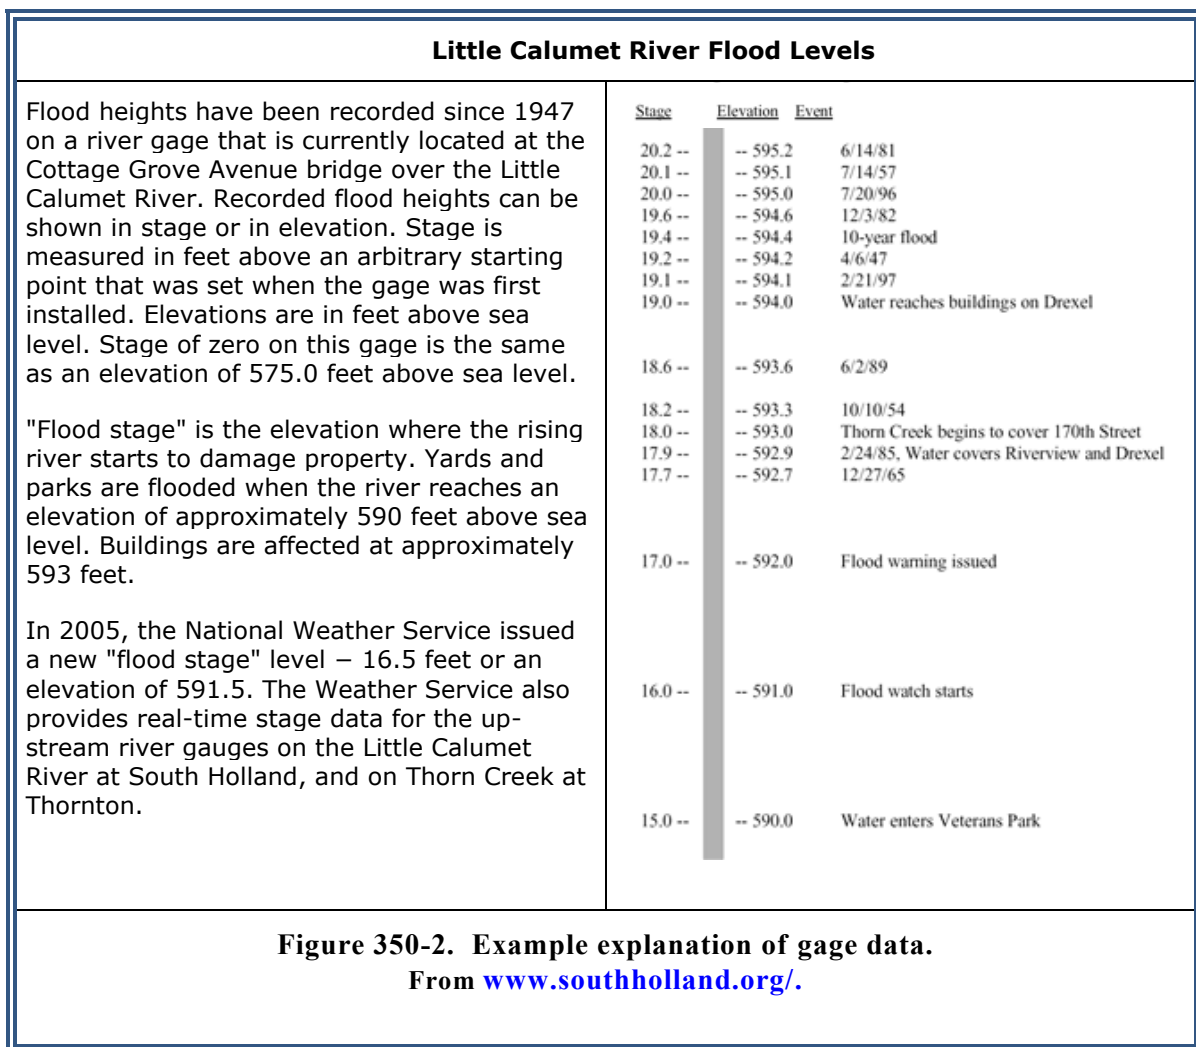 Little Calumet River Flood Levels
Flood heights have been recorded since 1947
on a river gage that is currently located at the
Cottage Grove Avenue bridge over the Little
Calumet River. Recorded flood heights can be
shown in stage or in elevation. Stage is
measured in feet above an arbitrary starting
point that was set when the gage was first
installed. Elevations are in feet above sea
level. Stage of zero on this gage is the same
as an elevation of 575.0 feet above sea level.
"Flood stage" is the elevation where the rising
river starts to damage property. Yards and
parks are flooded when the river reaches an
elevation of approximately 590 feet above sea
level. Buildings are affected at approximately
593 feet.
In 2005, the National Weather Service issued
a new "flood stage" level − 16.5 feet or an
elevation of 591.5. The Weather Service also
provides real-time stage data for the up-
stream river gauges on the Little Calumet
River at South Holland, and on Thorn Creek at
Thornton.
Stage Elevation Event
20.2 -- -- 595.2 6/14/81
20.1 -- -- 595.1 7/14/57
20.0 -- -- 595.0 7/20/96
19.6 -- -- 594.6 12/3/82
19.4 -- -- 594.4 10-year flood
19.2 -- -- 594.2 4/6/47
19.1 -- -- 594.1 2/21/97
19.0 -- -- 594.0 Water reaches buildings on Drexel
18.6 -- -- 593.6 6/2/89
18.2 -- -- 593.3 10/10/54
18.0 -- -- 593.0 Thorn Creek begins to cover 170th Street
17.9 -- -- 592.9 2/24/85, Water covers Riverview and Drexel
17.7 -- -- 592.7 12/27/65
17.0 -- -- 592.0 Flood warning issued
16.0 -- -- 591.0 Flood watch starts
15.0 -- -- 590.0 Water enters Veterans Park
Figure 350-2. Example explanation of gage data.
From www.southholland.org/.